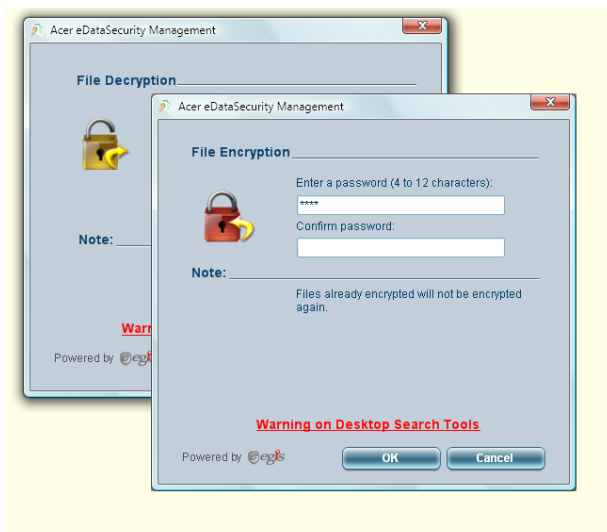 Acer eDataSecurity Management
File Decryption
Note:
Powered by egis
Acer eDataSecurity Management
File Encryption
Enter a password (4 to 12 characters):
****
Confirm password:
Note:
Files already encrypted will not be encrypted
again.
Warning on Desktop Search Tools
Powered by egis
OK
Cancel